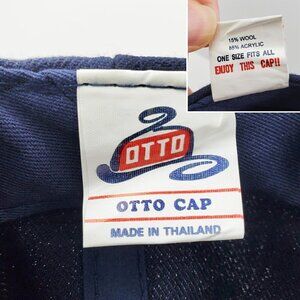 15% WOOL
85% ACRYLIC
ONE SIZE FITS ALL
ENJOY THIS CAP!!
OTTO
OTTO CAP
MADE IN THAILAND